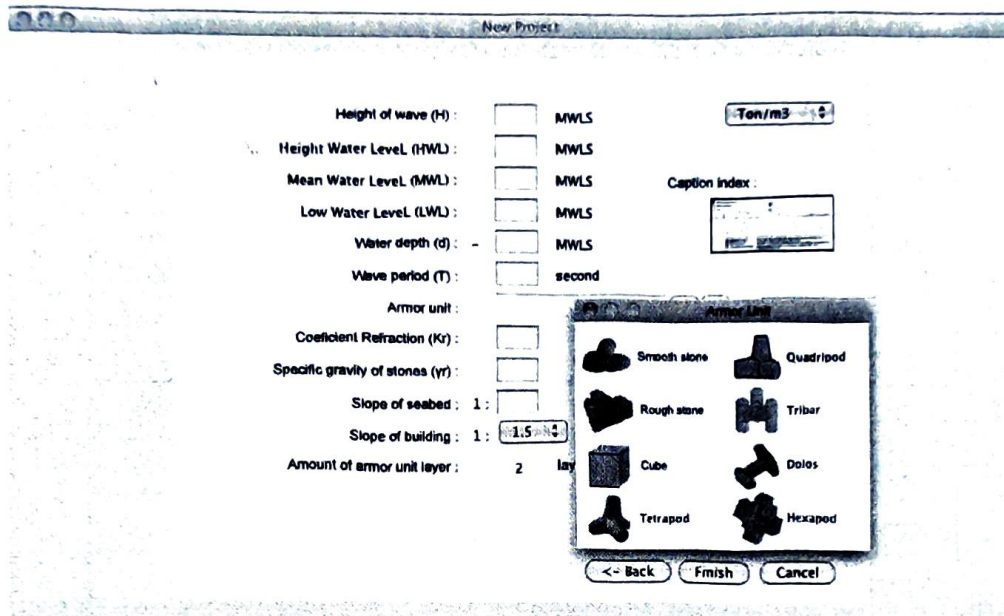 New Project
Height of wave (H) : MWLS Ton/m3
Height Water LeveL (HWL) : MWLS
Mean Water LeveL (MWL) : MWLS Caption Index :
Low Water LeveL (LWL) : MWLS
Water depth (d) : - MWLS
Wave period (T) : second
Armor unit :
Armor Unit
Coeficient Refraction (Kr) :
Specific gravity of stones (γr) :
Slope of seabed : 1 :
Slope of building : 1 : 1.5
Amount of armor unit layer : 2 lay
Smooth stone Quadripod
Rough stone Tribar
Cube Dolos
Tetrapod Hexapod
<- Back Finish Cancel